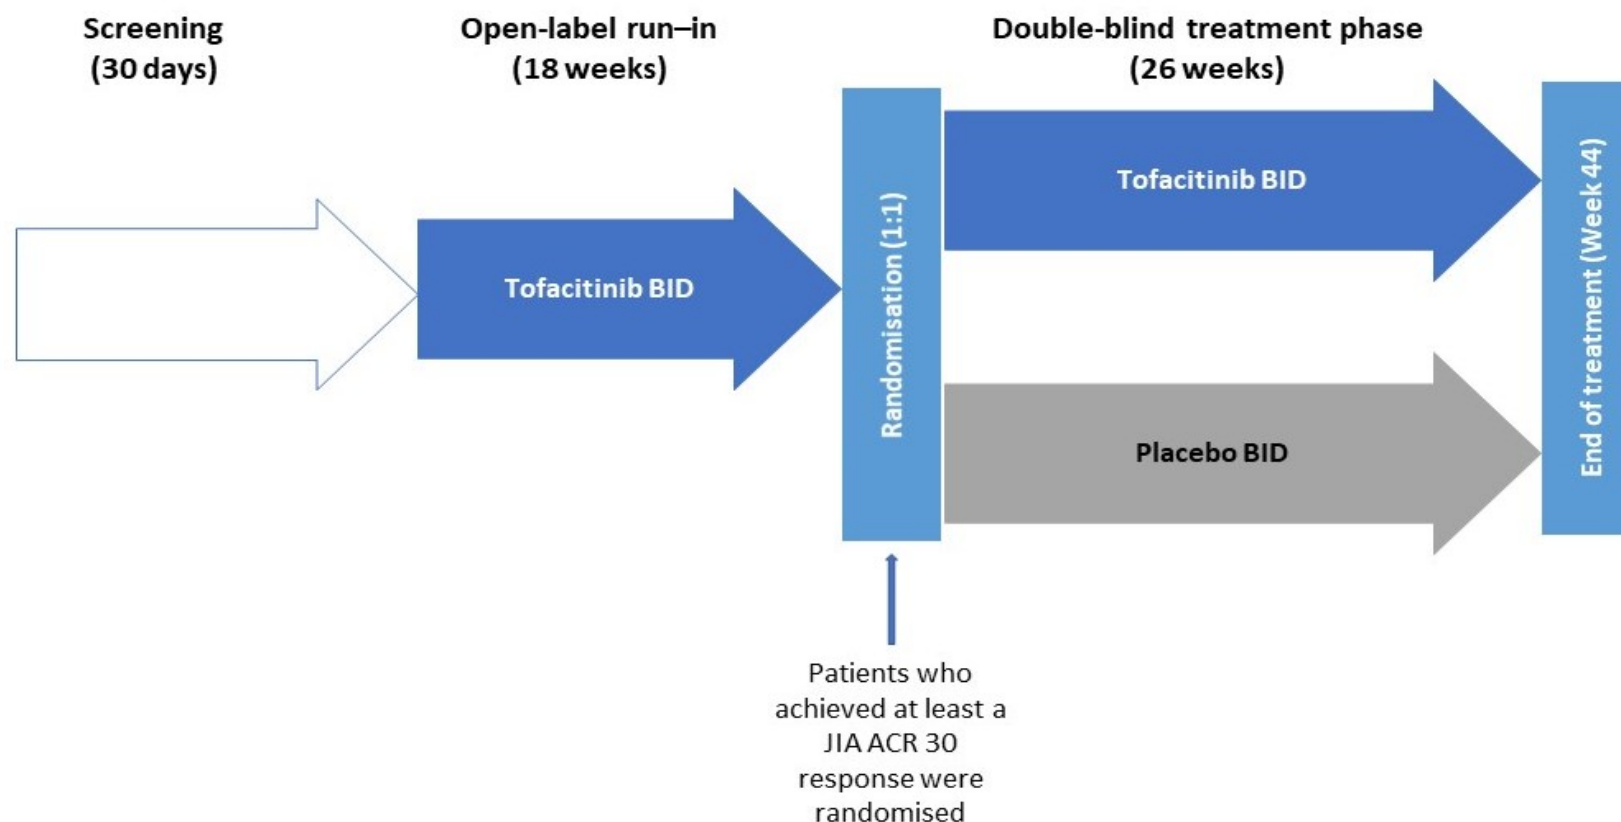 Screening
(30 days)
Open-label run–in
(18 weeks)
Double-blind treatment phase
(26 weeks)
Tofacitinib BID
Randomisation (1:1)
Tofacitinib BID
Placebo BID
End of treatment (Week 44)
Patients who
achieved at least a
JIA ACR 30
response were
randomised